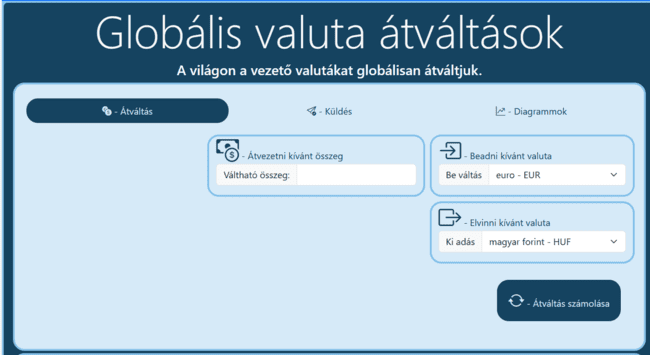 Globális valuta átváltások
A világon a vezető valutákat globálisan átváltjuk.
- Átváltás
- Küldés
- Diagrammok
- Átvezetni kívánt összeg
Váltható összeg:
- Beadni kívánt valuta
Be váltás euro - EUR
- Elvinni kívánt valuta
Ki adás magyar forint - HUF
- Átváltás számolása